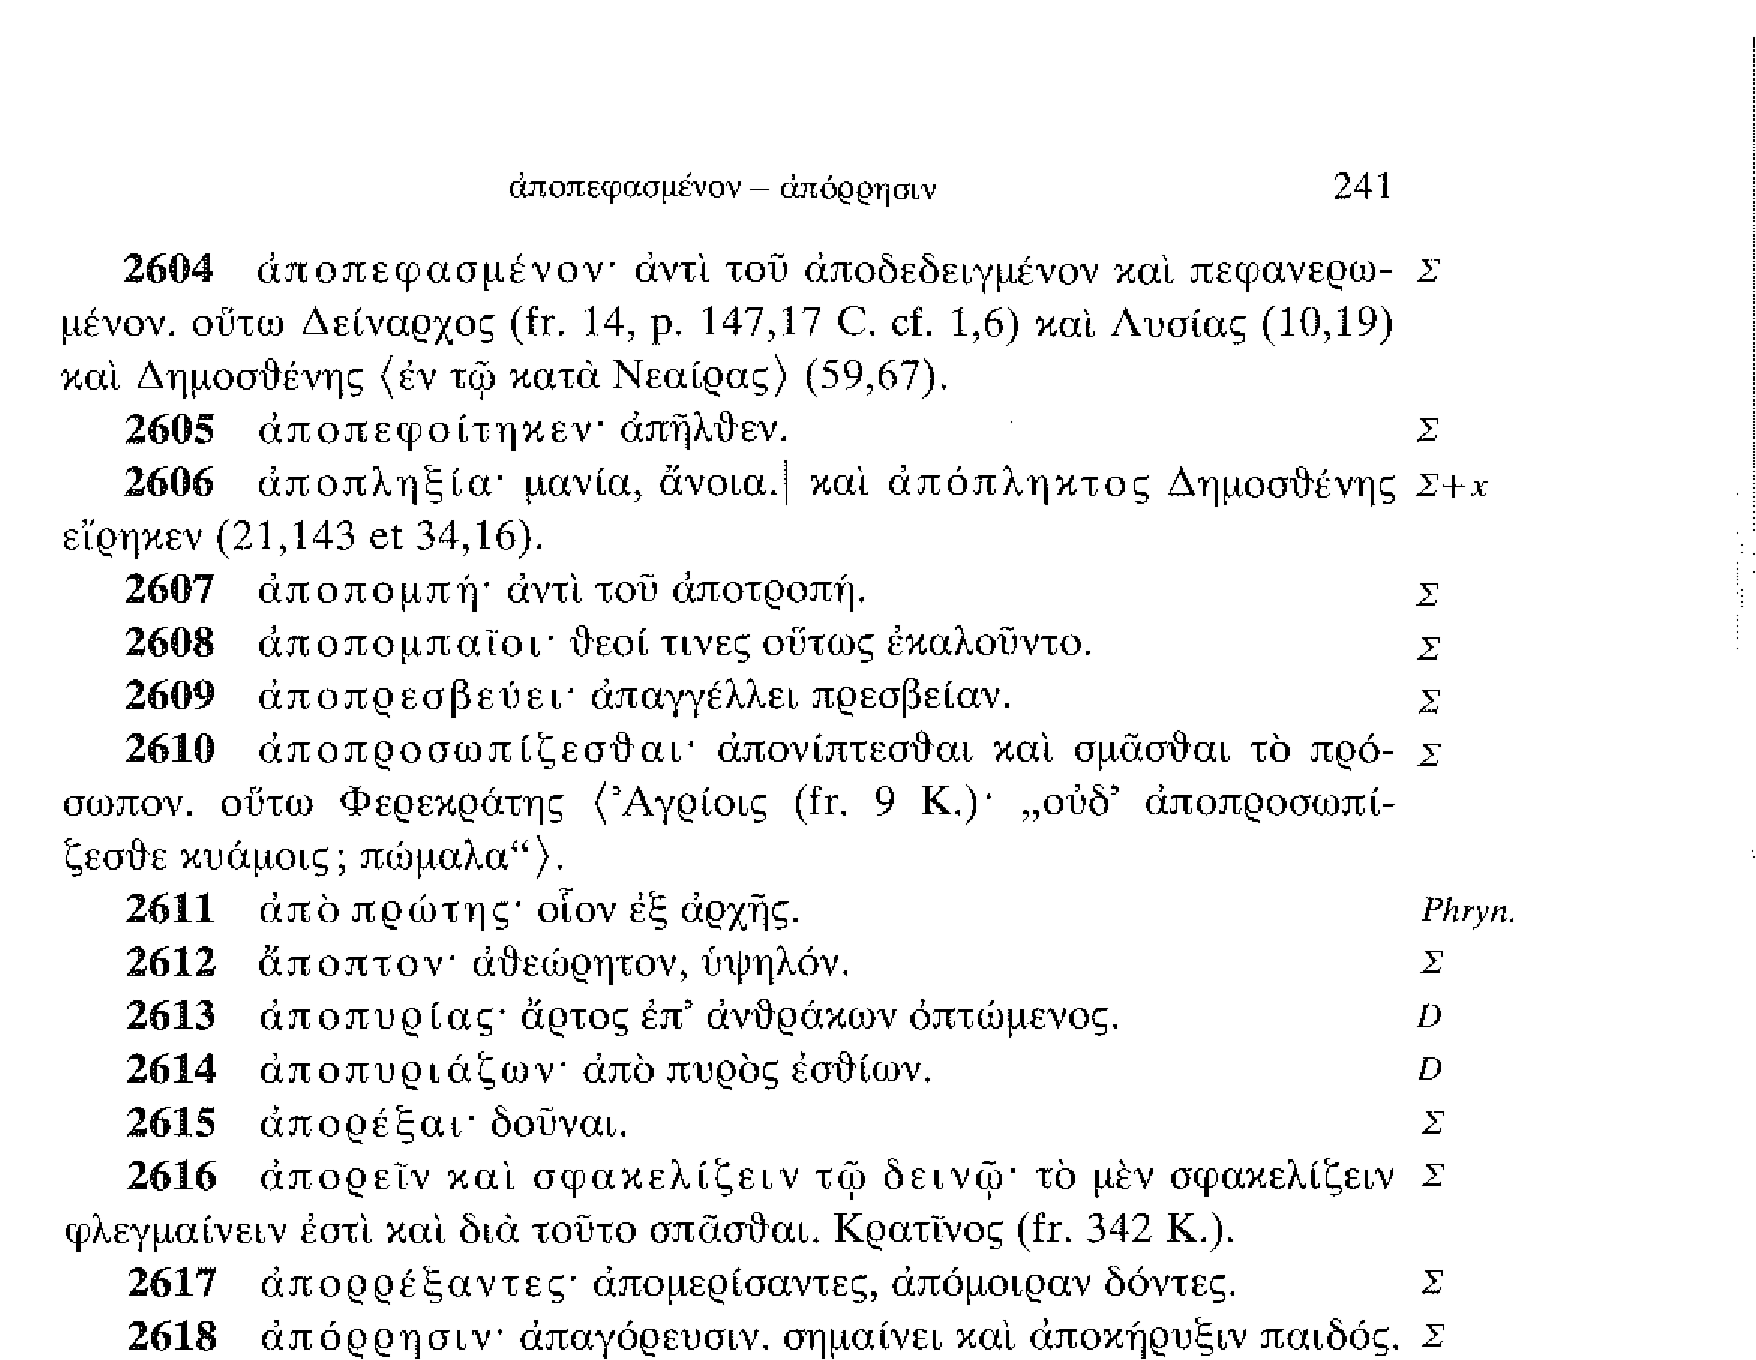 ἀποπεφασμένον – ἀπόρρησιν 241
2604 ἀποπεφασμένον· ἀντὶ τοῦ ἀποδεδειγμένον καὶ πεφανερω- Σ
μένον. οὕτω Δείναρχος (fr. 14, p. 147,17 C. cf. 1,6) καὶ Λυσίας (10,19)
καὶ Δημοσθένης ⟨ἐν τῷ κατὰ Νεαίρας⟩ (59,67).
2605 ἀποπεφοίτηκεν· ἀπῆλθεν. Σ
2606 ἀποπληξία· μανία, ἄνοια.| καὶ ἀπόπληκτος Δημοσθένης Σ+x
εἴρηκεν (21,143 et 34,16).
2607 ἀποπομπή· ἀντὶ τοῦ ἀποτροπή. Σ
2608 ἀποπομπαῖοι· θεοί τινες οὕτως ἐκαλοῦντο. Σ
2609 ἀποπρεσβεύει· ἀπαγγέλλει πρεσβείαν. Σ
2610 ἀποπροσωπίζεσθαι· ἀπονίπτεσθαι καὶ σμᾶσθαι τὸ πρό- Σ
σωπον. οὕτω Φερεκράτης ⟨Ἀγρίοις (fr. 9 K.)· „οὐδ’ ἀποπροσωπί-
ζεσθε κυάμοις; πώμαλα“⟩.
2611 ἀπὸ πρώτης· οἷον ἐξ ἀρχῆς. Phryn.
2612 ἄποπτον· ἀθεώρητον, ὑψηλόν. Σ
2613 ἀποπυρίας· ἄρτος ἐπ’ ἀνθράκων ὀπτώμενος. D
2614 ἀποπυριάζων· ἀπὸ πυρὸς ἐσθίων. D
2615 ἀπορέξαι· δοῦναι. Σ
2616 ἀπορεῖν καὶ σφακελίζειν τῷ δεινῷ· τὸ μὲν σφακελίζειν Σ
φλεγμαίνειν ἐστὶ καὶ διὰ τοῦτο σπᾶσθαι. Κρατῖνος (fr. 342 K.).
2617 ἀπορρέξαντες· ἀπομερίσαντες, ἀπόμοιραν δόντες. Σ
2618 ἀπόρρησιν· ἀπαγόρευσιν. σημαίνει καὶ ἀποκήρυξιν παιδός. Σ